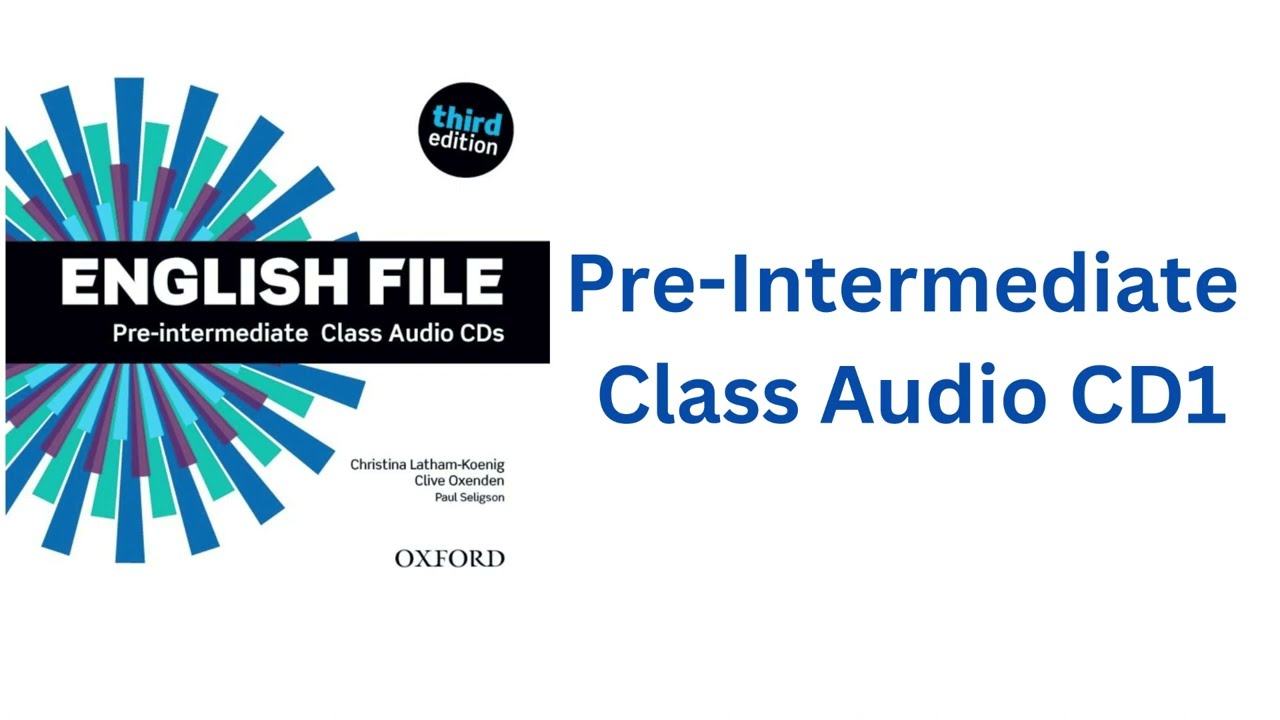 third
edition
ENGLISH FILE
Pre-intermediate Class Audio CDs
Christina Latham-Koenig
Clive Oxenden
Paul Seligson
OXFORD
Pre-Intermediate
Class Audio CD1